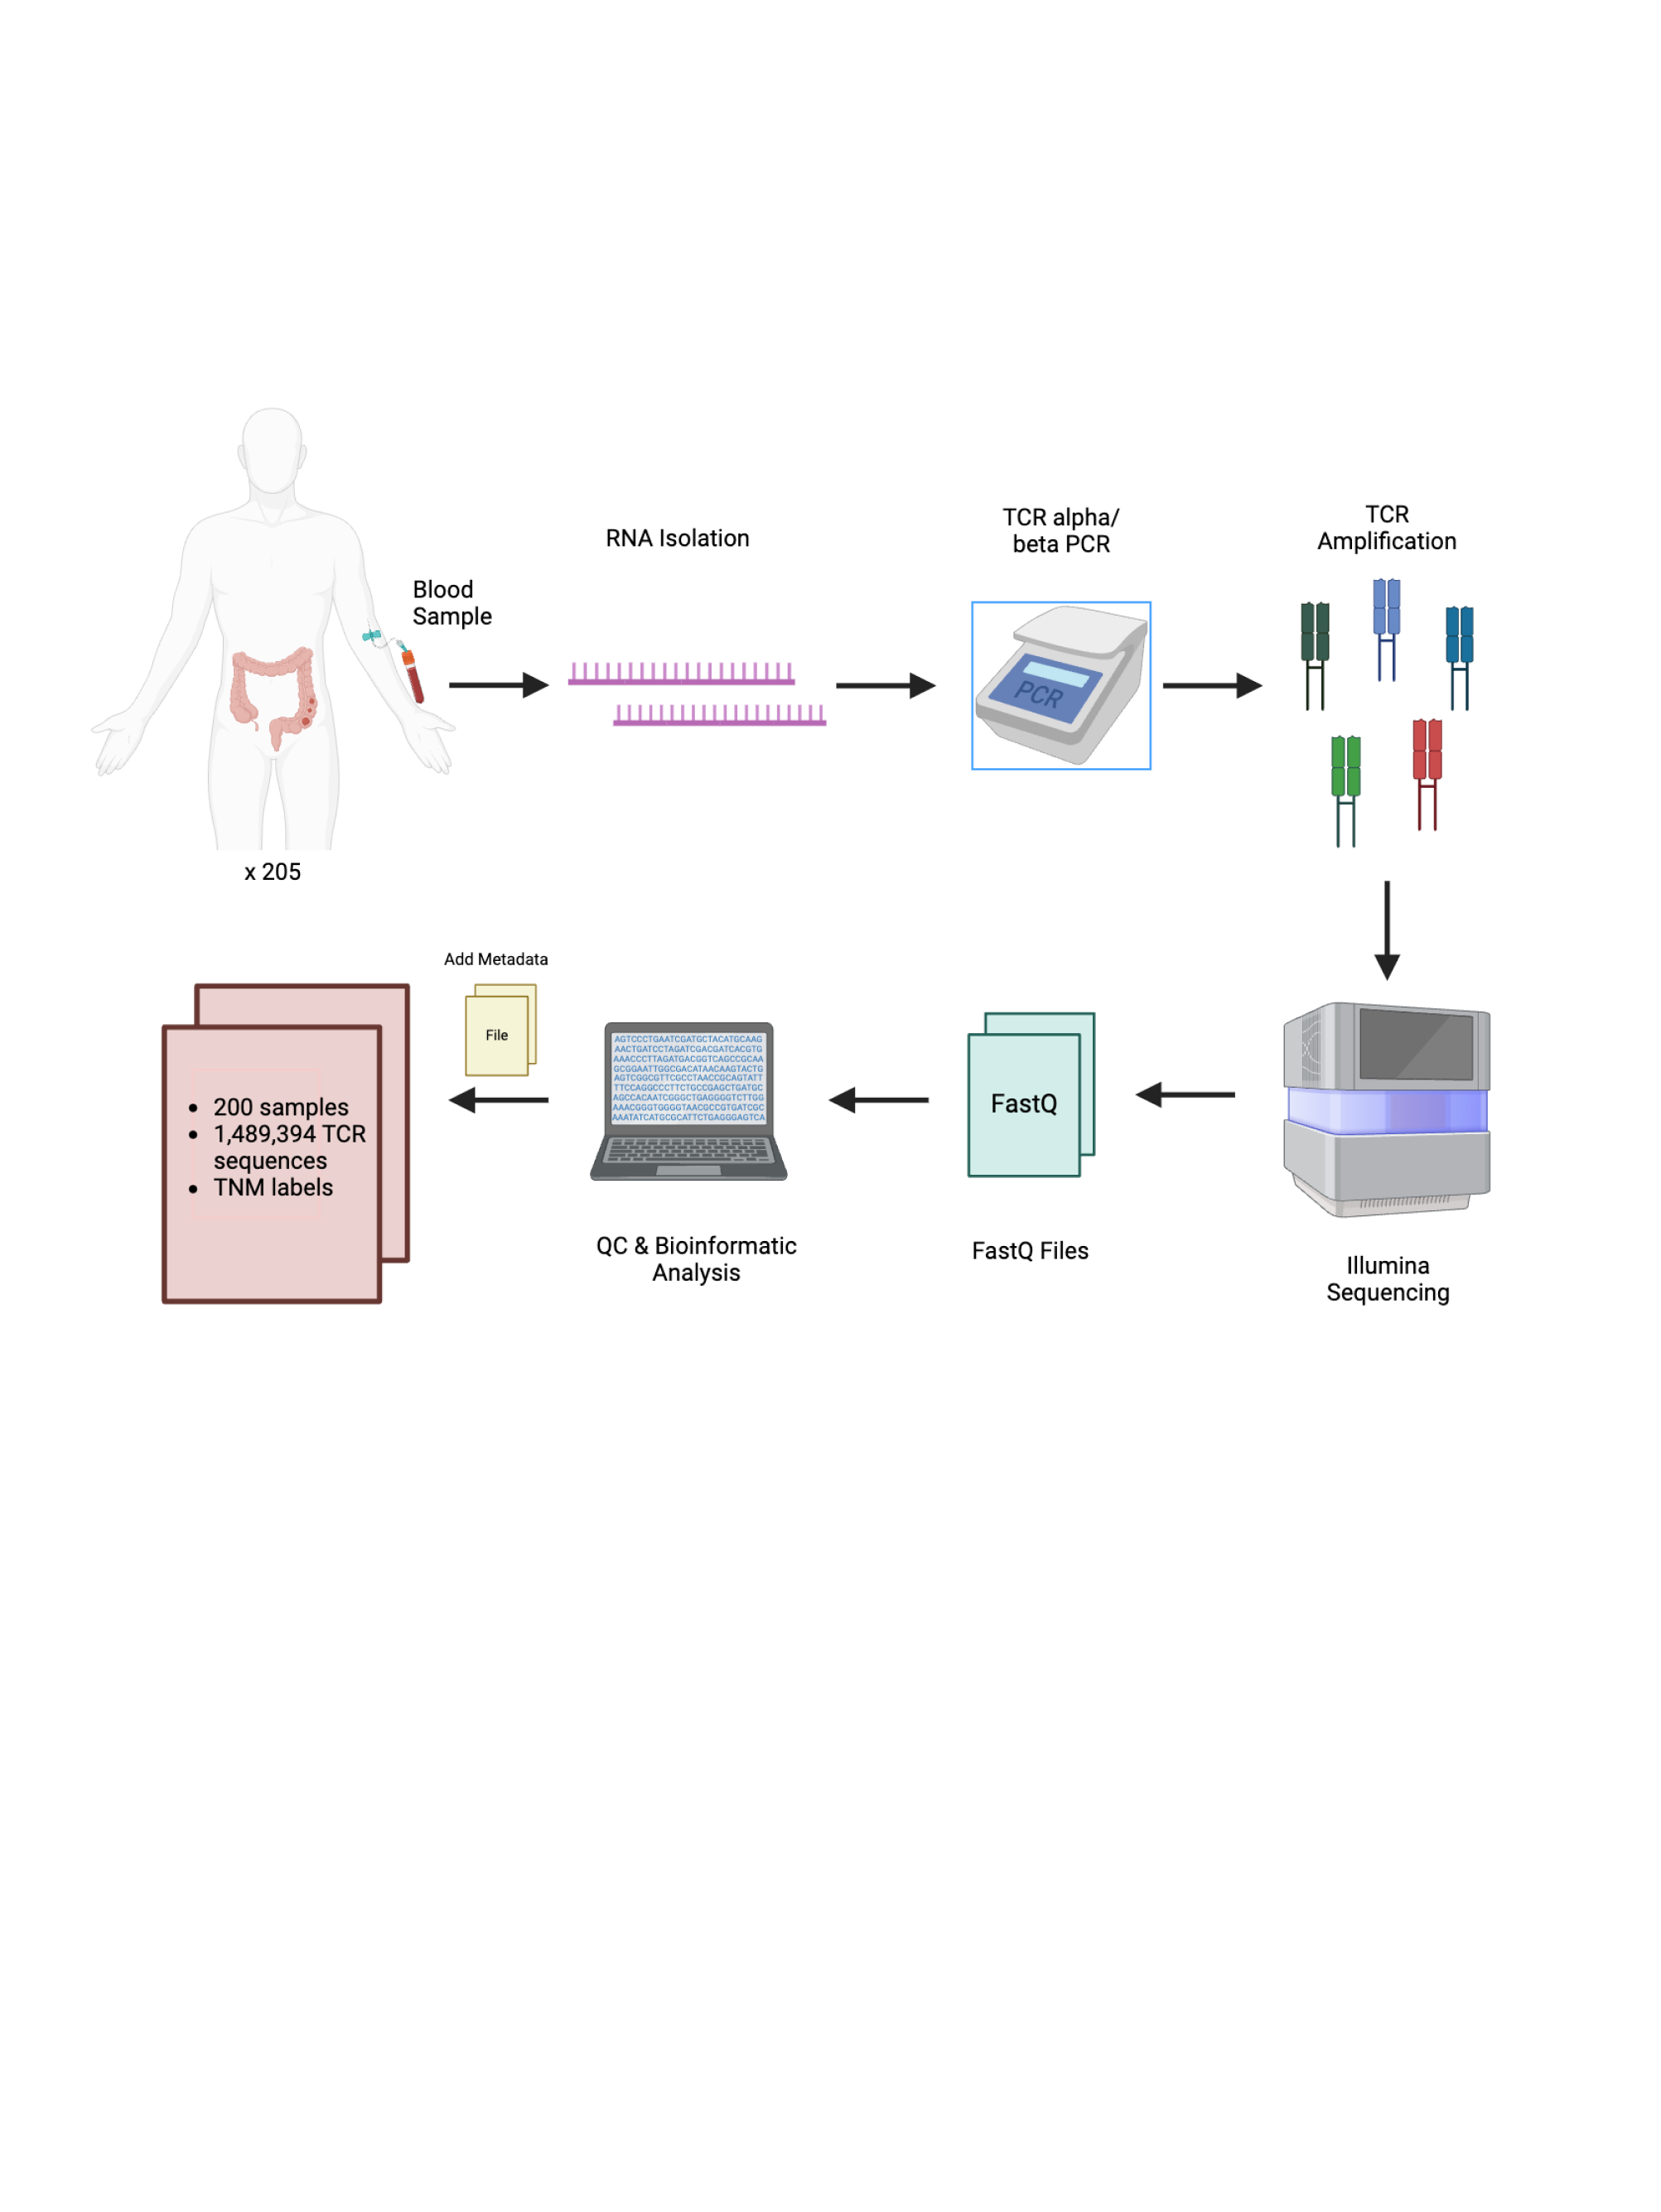 Blood
Sample
x 205
RNA Isolation
TCR alpha/
beta PCR
PCR
TCR
Amplification
Illumina
Sequencing
FastQ
FastQ Files
AGTCCCTGAATCGATGCTACATGCAAG
AACTGATCCTAGATCGACGATCACGTG
AAACCCTTAGATGACGGTCAGCCGCAA
GCGGAATTGGCGACATAACAAGTACTG
AGTCGGCGTTCGCCTAACCGCAGTATT
TTCCAGGCCCTTCTGCCGAGCTGATGC
AGCCACAATCGGGCTGAGGGGTCTTGG
AAACGGGTGGGGTAACGCCGTGATCGC
AAATATCATGCGCATTCTGAGGGAGTCA
QC & Bioinformatic
Analysis
Add Metadata
File
• 200 samples
• 1,489,394 TCR
sequences
• TNM labels